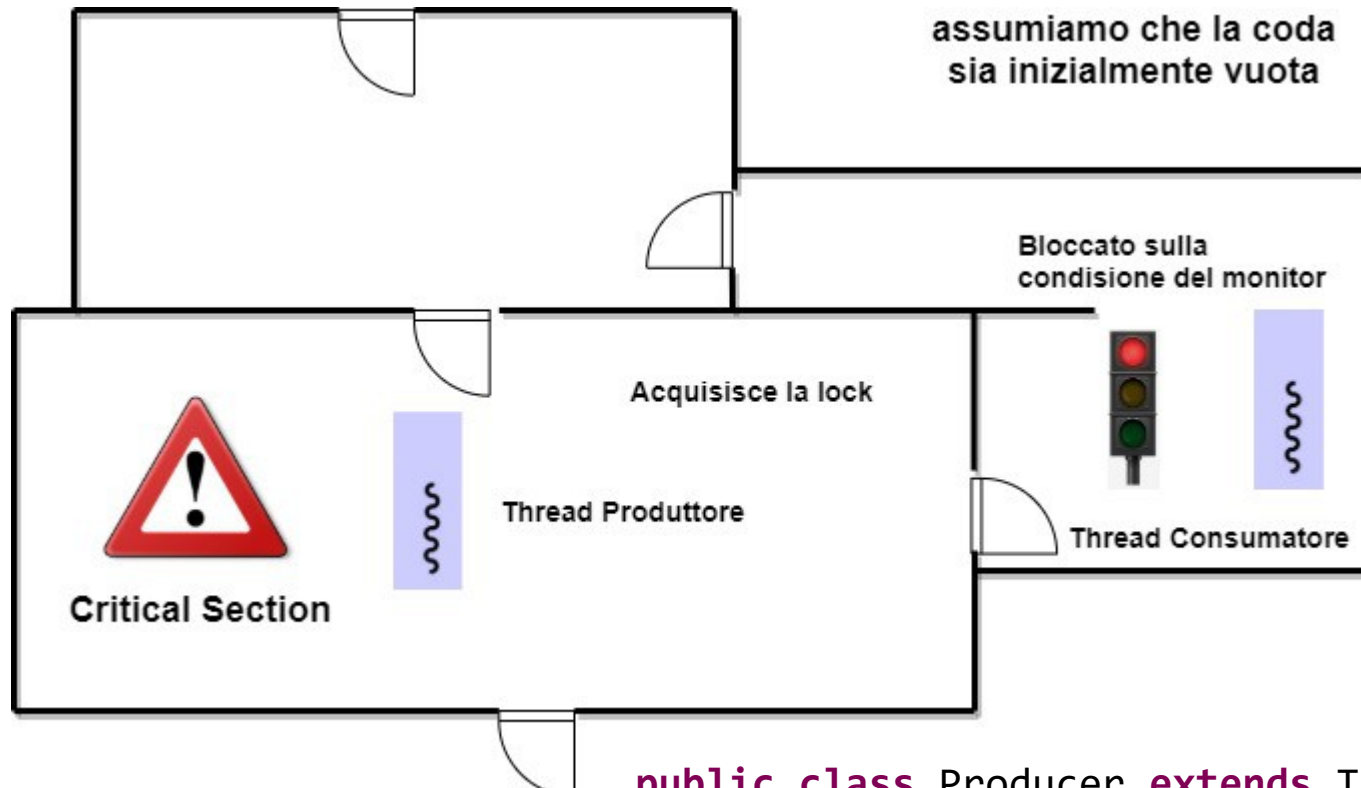 assumiamo che la coda
sia inizialmente vuota
Bloccato sulla
condisione del monitor
Acquisisce la lock
Thread Produttore
Thread Consumatore
Critical Section
public class Producer extends